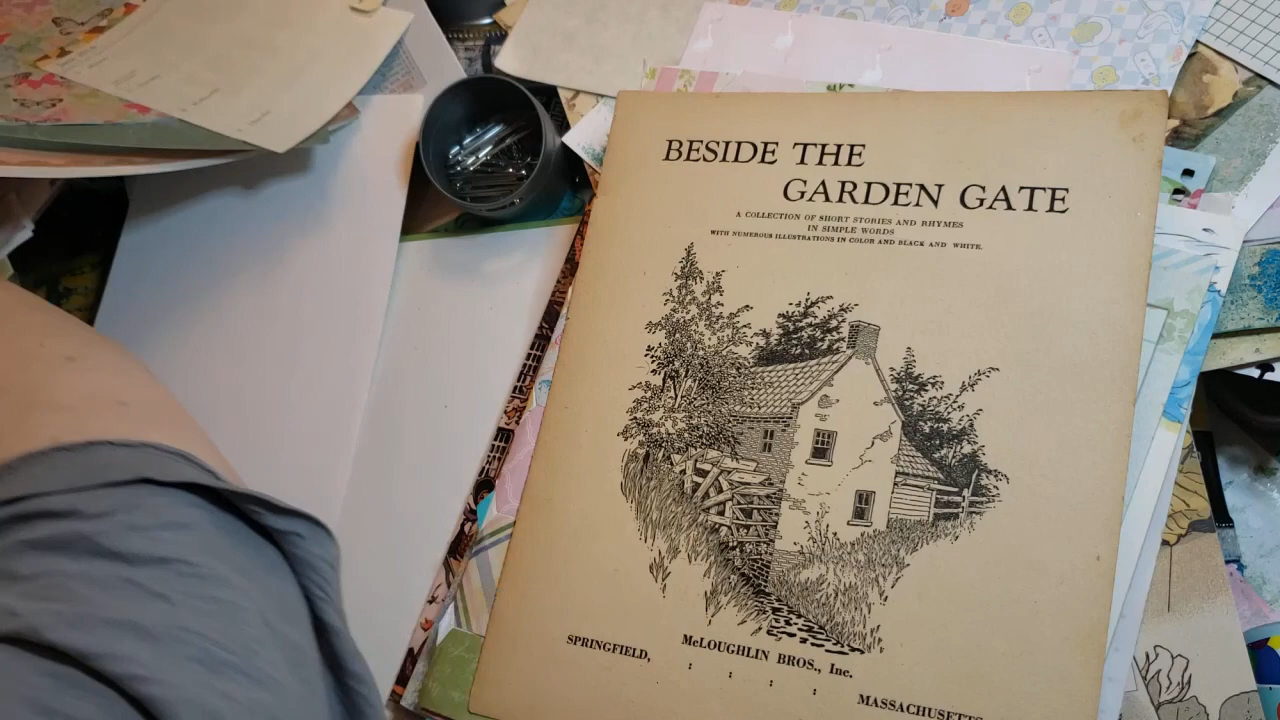 BESIDE THE
GARDEN GATE
A COLLECTION OF SHORT STORIES AND RHYMES
IN SIMPLE WORDS
WITH NUMEROUS ILLUSTRATIONS IN COLOR AND BLACK AND WHITE.
McLOUGHLIN BROS., Inc.
SPRINGFIELD, : : : : MASSACHUSETTS